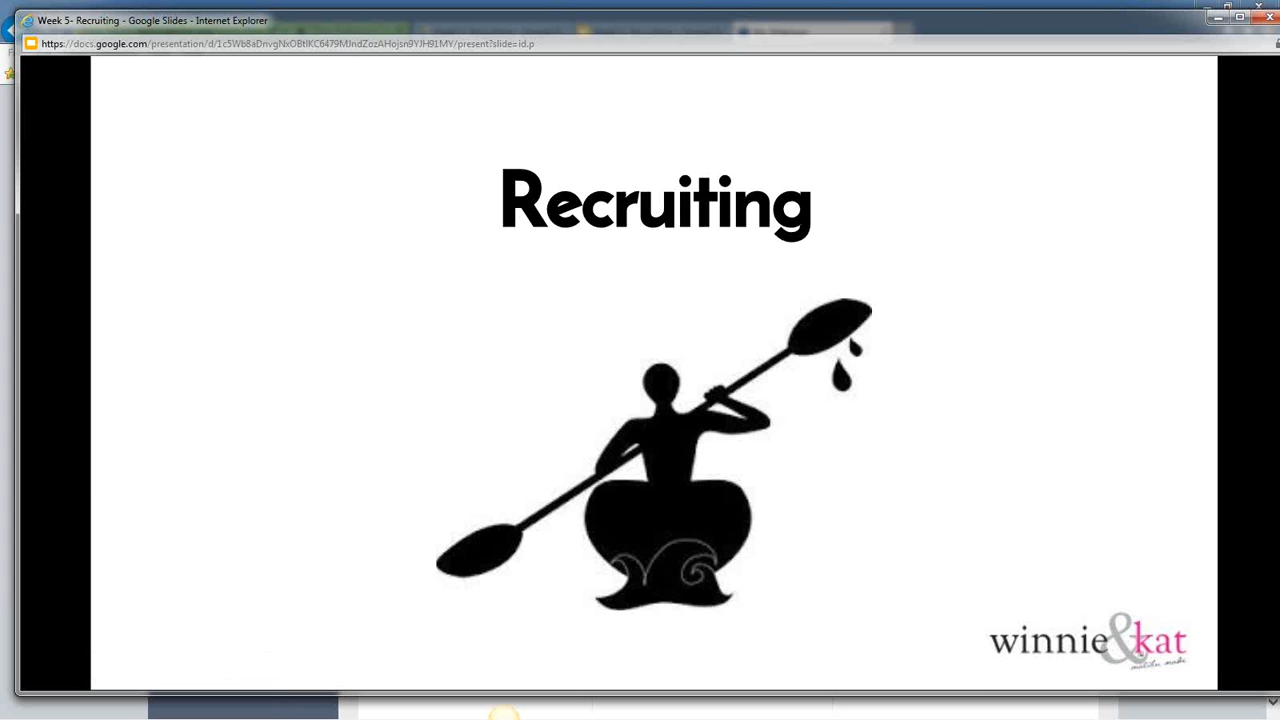 Week 5- Recruiting - Google Slides - Internet Explorer
Recruiting
winnie&kat